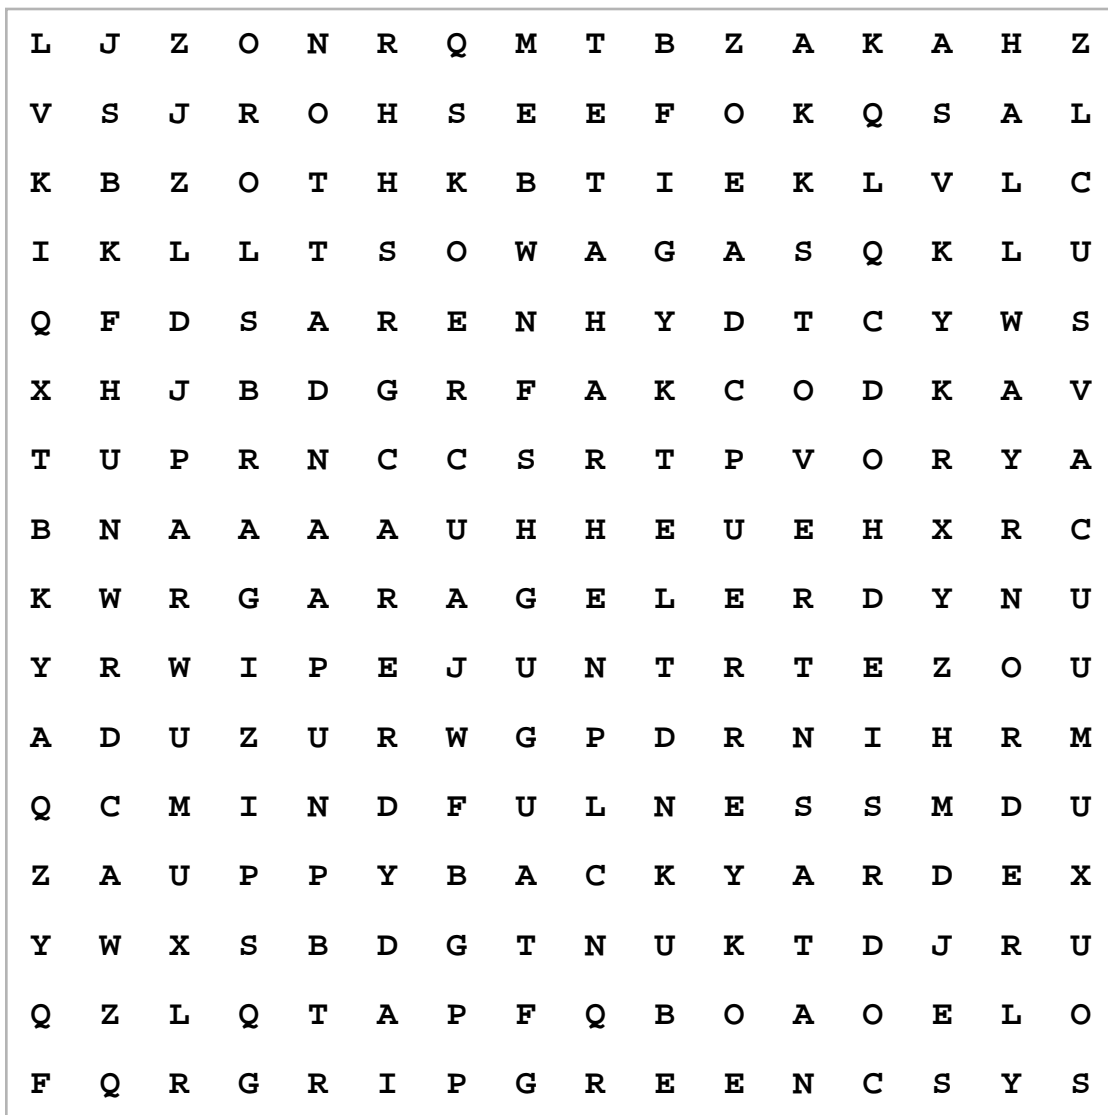 L J Z O N R Q M T B Z A K A H Z
V S J R O H S E E F O K Q S A L
K B Z O T H K B T I E K L V L C
I K L L T S O W A G A S Q K L U
Q F D S A R E N H Y D T C Y W S
X H J B D G R F A K C O D K A V
T U P R N C C S R T P V O R Y A
B N A A A A U H H E U E H X R C
K W R G A R A G E L E R D Y N U
Y R W I P E J U N T R T E Z O U
A D U Z U R W G P D R N I H R M
Q C M I N D F U L N E S S M D U
Z A U P P Y B A C K Y A R D E X
Y W X S B D G T N U K T D J R U
Q Z L Q T A P F Q B O A O E L O
F Q R G R I P G R E E N C S Y S